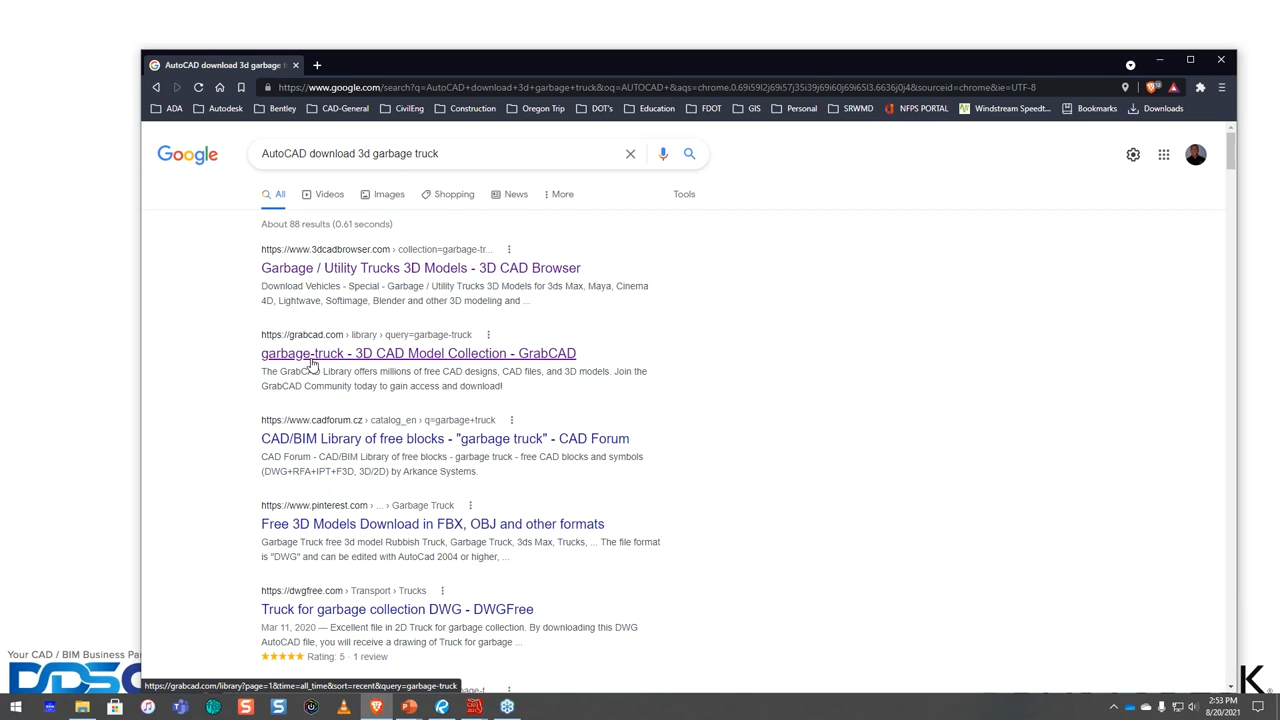 AutoCAD download 3d garbage t
https://www.google.com/search?q=AutoCAD+download+3d+garbage+truck&oq=AUTOCAD+&aqs=chrome.0.69i59l2j69i57j35i39j69i60j69i65l3.6636j0j4&sourceid=chrome&ie=UTF-8
ADA Autodesk Bentley CAD-General CivilEng Construction Oregon Trip DOT's Education FDOT GIS Personal SRWMD NFPS PORTAL Windstream Speedt... Bookmarks Downloads
Google AutoCAD download 3d garbage truck
All Videos Images Shopping News More Tools
About 88 results (0.61 seconds)
https://www.3dcadbrowser.com › collection=garbage-tr...
Garbage / Utility Trucks 3D Models - 3D CAD Browser
Download Vehicles - Special - Garbage / Utility Trucks 3D Models for 3ds Max, Maya, Cinema
4D, Lightwave, Softimage, Blender and other 3D modeling and ...
https://grabcad.com › library › query=garbage-truck
garbage-truck - 3D CAD Model Collection - GrabCAD
The GrabCAD Library offers millions of free CAD designs, CAD files, and 3D models. Join the
GrabCAD Community today to gain access and download!
https://www.cadforum.cz › catalog_en › q=garbage+truck
CAD/BIM Library of free blocks - "garbage truck" - CAD Forum
CAD Forum - CAD/BIM Library of free blocks - garbage truck - free CAD blocks and symbols
(DWG+RFA+IPT+F3D, 3D/2D) by Arkance Systems.
https://www.pinterest.com › ... › Garbage Truck
Free 3D Models Download in FBX, OBJ and other formats
Garbage Truck free 3d model Rubbish Truck, Garbage Truck, 3ds Max, Trucks, ... The file format
is "DWG" and can be edited with AutoCad 2004 or higher, ...
https://dwgfree.com › Transport › Trucks
Truck for garbage collection DWG - DWGFree
Mar 11, 2020 — Excellent file in 2D Truck for garbage collection. By downloading this DWG
AutoCAD file, you will receive a drawing of Truck for garbage ...
Rating: 5 · 1 review
Your CAD / BIM Business Pa
DDSC
K
https://grabcad.com/library?page=1&time=all_time&sort=recent&query=garbage-truck
2:53 PM
8/20/2021